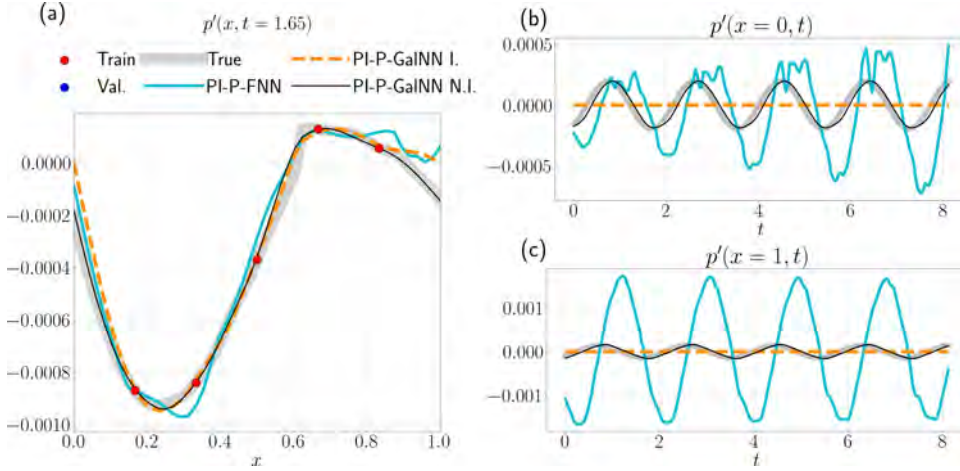 (a)
p′(x, t = 1.65)
Train True PI-P-GalNN I.
Val. PI-P-FNN PI-P-GalNN N.I.
0.0000
−0.0002
−0.0004
−0.0006
−0.0008
−0.0010
0.0 0.2 0.4 0.6 0.8 1.0
x
(b)
p′(x = 0, t)
0.0005
0.0000
−0.0005
0 2 4 6 8
t
(c)
p′(x = 1, t)
0.001
0.000
−0.001
0 2 4 6 8
t